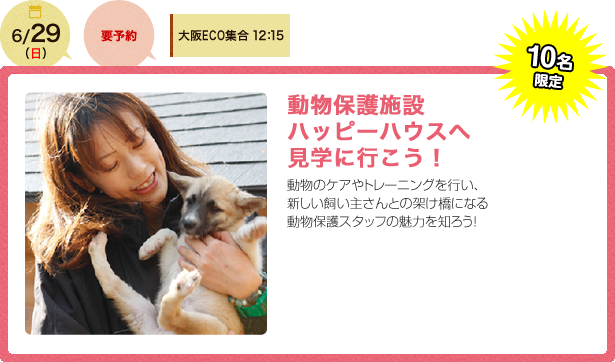 6/29
(日)
要予約
大阪ECO集合 12:15
10名
限定
動物保護施設
ハッピーハウスへ
見学に行こう！
動物のケアやトレーニングを行い、
新しい飼い主さんとの架け橋になる
動物保護スタッフの魅力を知ろう!